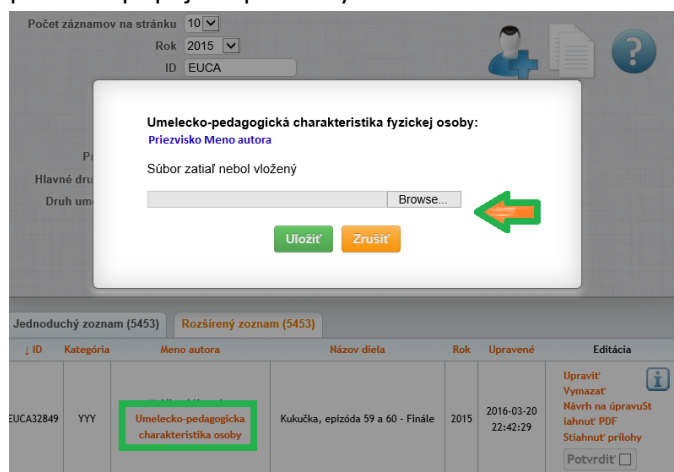 Počet záznamov na stránku 10
Rok 2015
ID EUCA
Umelecko-pedagogická charakteristika fyzickej osoby:
Priezvisko Meno autora
Súbor zatiaľ nebol vložený
Hlavné dru
Druh um
Browse...
Uložiť Zrušiť
Jednoduchý zoznam (5453) Rozšírený zoznam (5453)
↓ ID Kategória Meno autora Názov diela Rok Upravené Editácia
EUCA32849 YYY Umelecko-pedagogicka charakteristika osoby Kukučka, epizóda 59 a 60 - Finále 2015 2016-03-20 22:42:29
Upraviť
Vymazať
Návrh na úpravuSt
iahnuť PDF
Stiahnuť prílohy
Potvrdiť